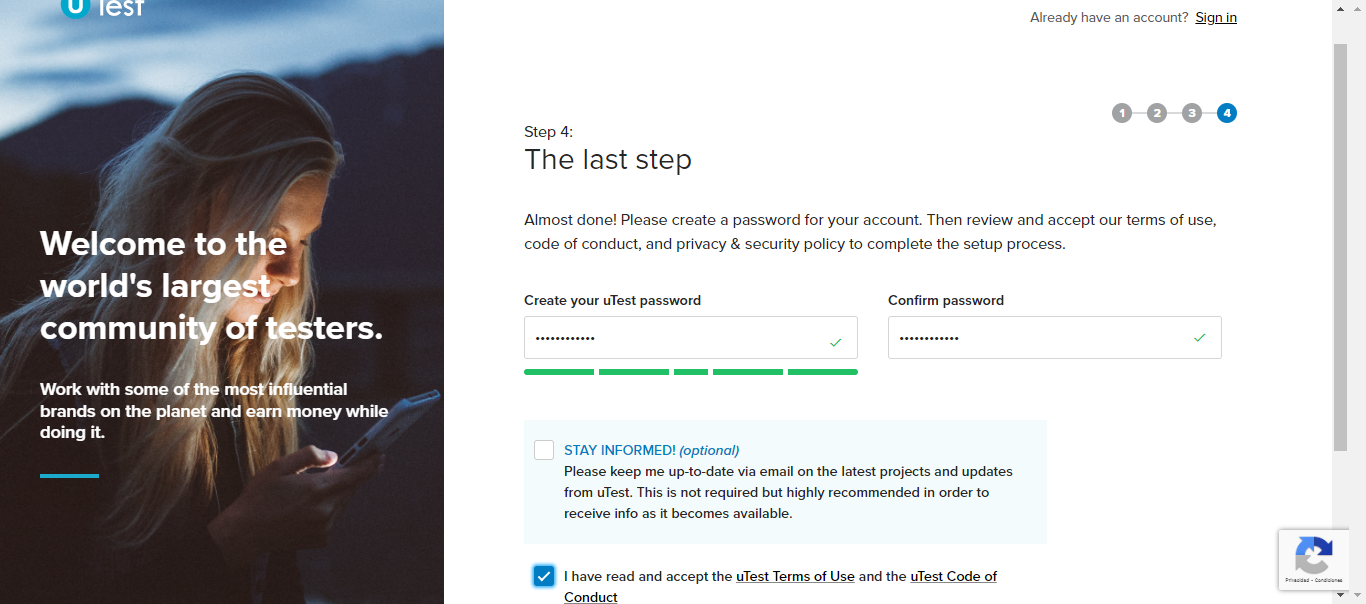 U Test
Already have an account? Sign in
1 2 3 4
Step 4:
The last step
Almost done! Please create a password for your account. Then review and accept our terms of use,
code of conduct, and privacy & security policy to complete the setup process.
Welcome to the
world's largest
community of testers.
Work with some of the most influential
brands on the planet and earn money while
doing it.
Create your uTest password
Confirm password
••••••••••••
••••••••••••
STAY INFORMED! (optional)
Please keep me up-to-date via email on the latest projects and updates
from uTest. This is not required but highly recommended in order to
receive info as it becomes available.
I have read and accept the uTest Terms of Use and the uTest Code of
Conduct
Privacidad - Condiciones